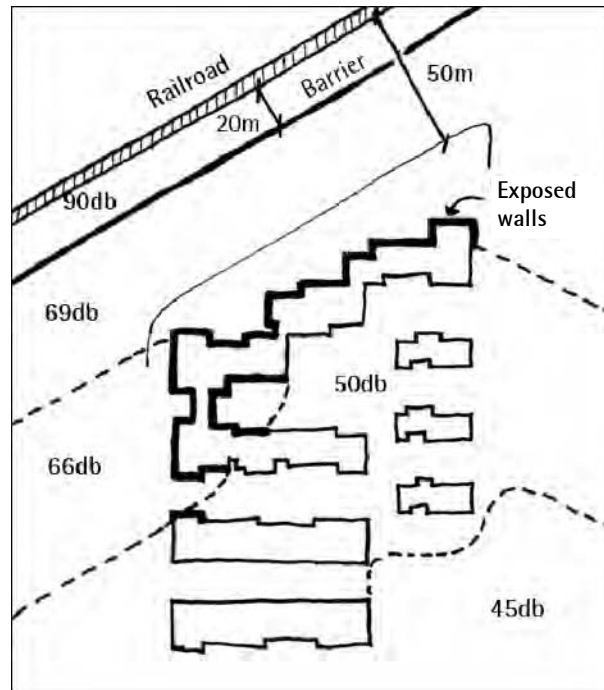 Railroad
Barrier
50m
20m
90db
Exposed
walls
69db
50db
66db
45db